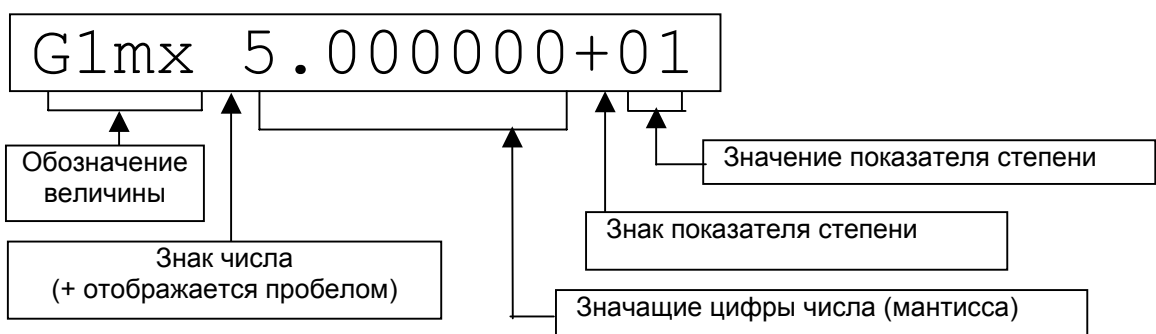 G1mx 5.000000+01
Обозначение
величины
Значение показателя степени
Знак показателя степени
Знак числа
(+ отображается пробелом)
Значащие цифры числа (мантисса)